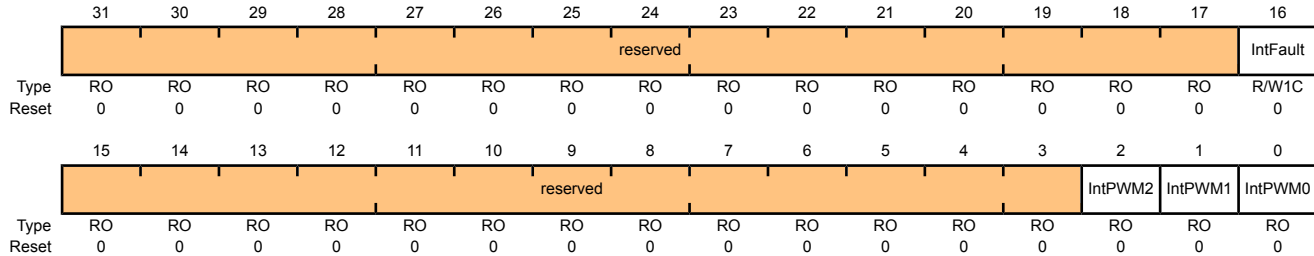 31 30 29 28 27 26 25 24 23 22 21 20 19 18 17 16
reserved IntFault
Type RO RO RO RO RO RO RO RO RO RO RO RO RO RO RO R/W1C
Reset 0 0 0 0 0 0 0 0 0 0 0 0 0 0 0 0
15 14 13 12 11 10 9 8 7 6 5 4 3 2 1 0
reserved IntPWM2 IntPWM1 IntPWM0
Type RO RO RO RO RO RO RO RO RO RO RO RO RO RO RO RO
Reset 0 0 0 0 0 0 0 0 0 0 0 0 0 0 0 0